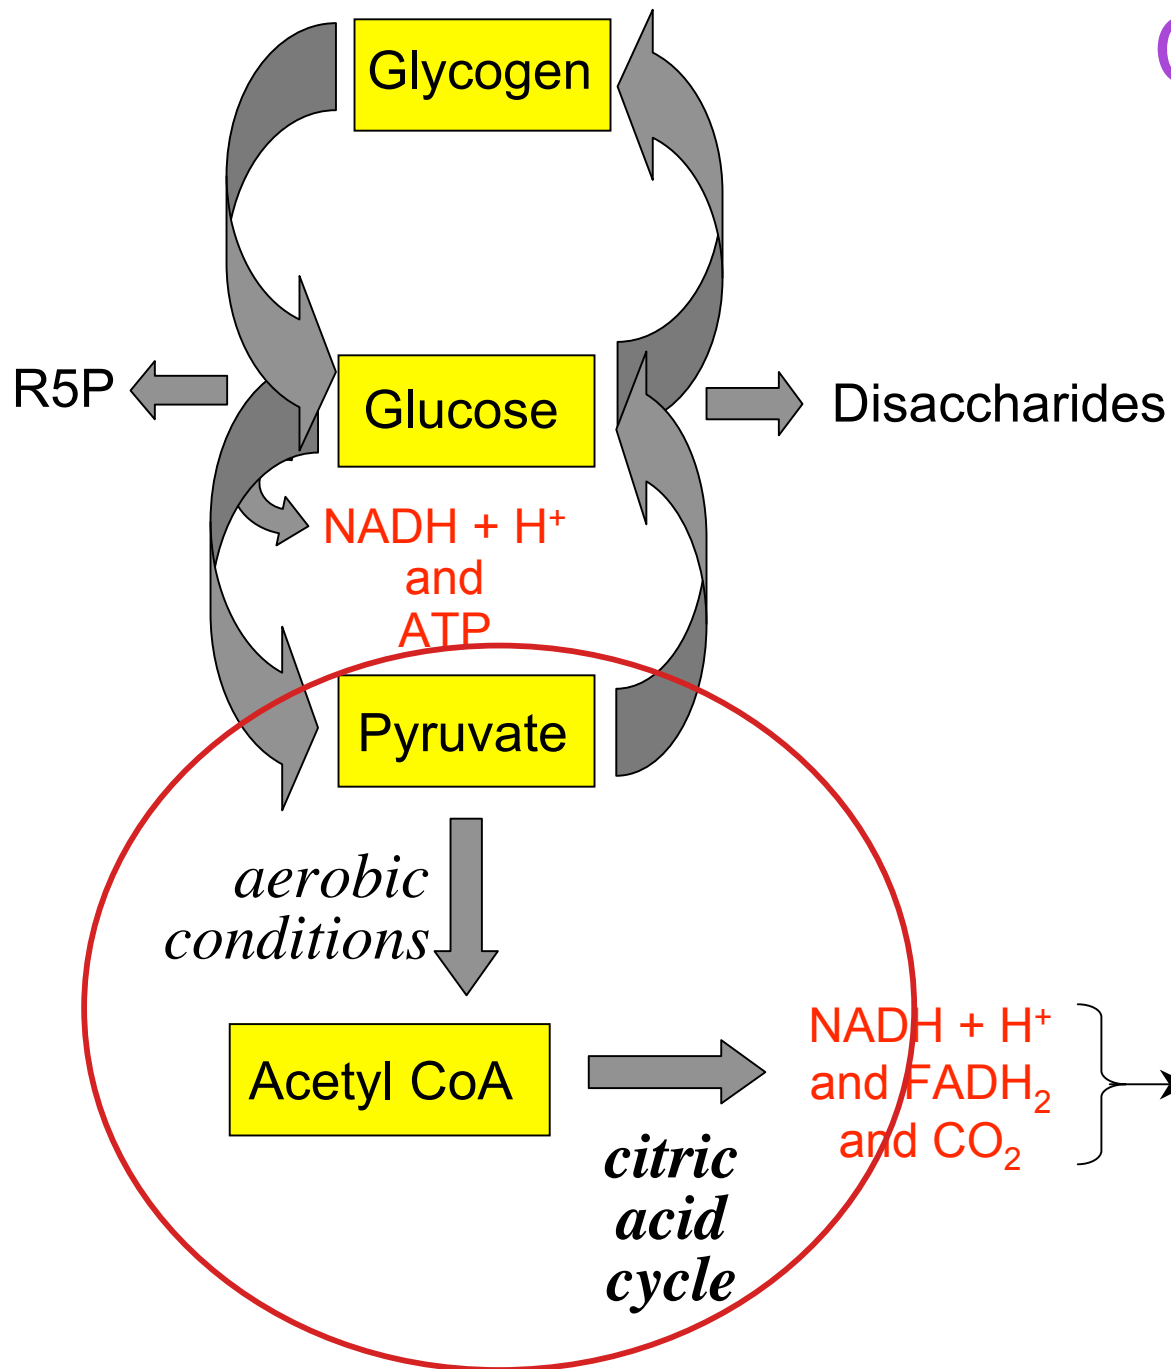 Glycogen
R5P
Glucose
Disaccharides
NADH + H⁺
and
ATP
Pyruvate
aerobic
conditions
Acetyl CoA
NADH + H⁺
and FADH₂
and CO₂
citric
acid
cycle